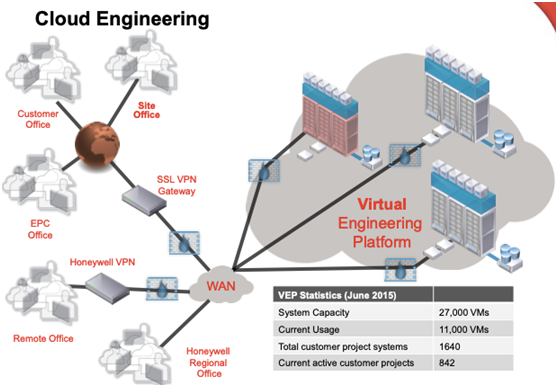 Cloud Engineering
Customer
Office
Site
Office
EPC
Office
SSL VPN
Gateway
Honeywell VPN
WAN
Remote Office
Honeywell
Regional
Office
Virtual
Engineering
Platform
VEP Statistics (June 2015)
System Capacity 27,000 VMs
Current Usage 11,000 VMs
Total customer project systems 1640
Current active customer projects 842